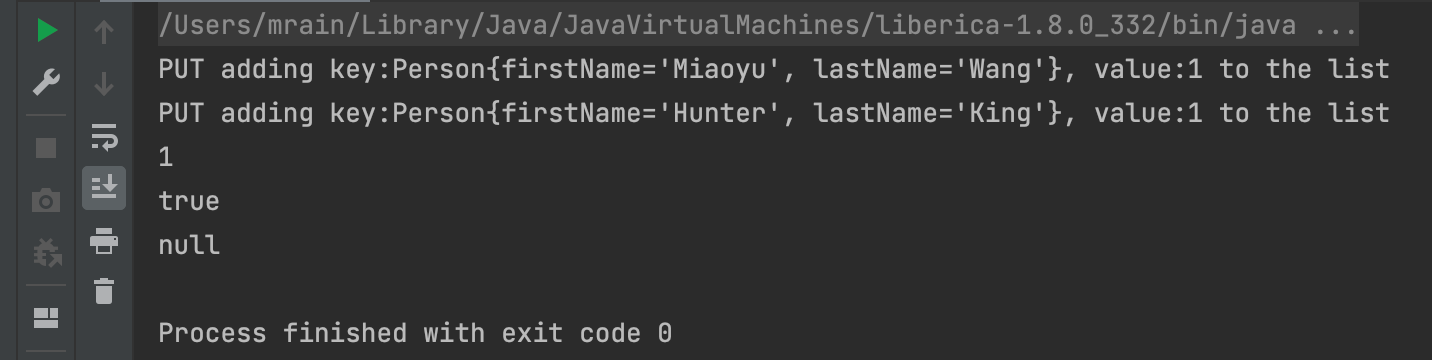 /Users/mrain/Library/Java/JavaVirtualMachines/liberica-1.8.0_332/bin/java ...
PUT adding key:Person{firstName='Miaoyu', lastName='Wang'}, value:1 to the list
PUT adding key:Person{firstName='Hunter', lastName='King'}, value:1 to the list
1
true
null
Process finished with exit code 0